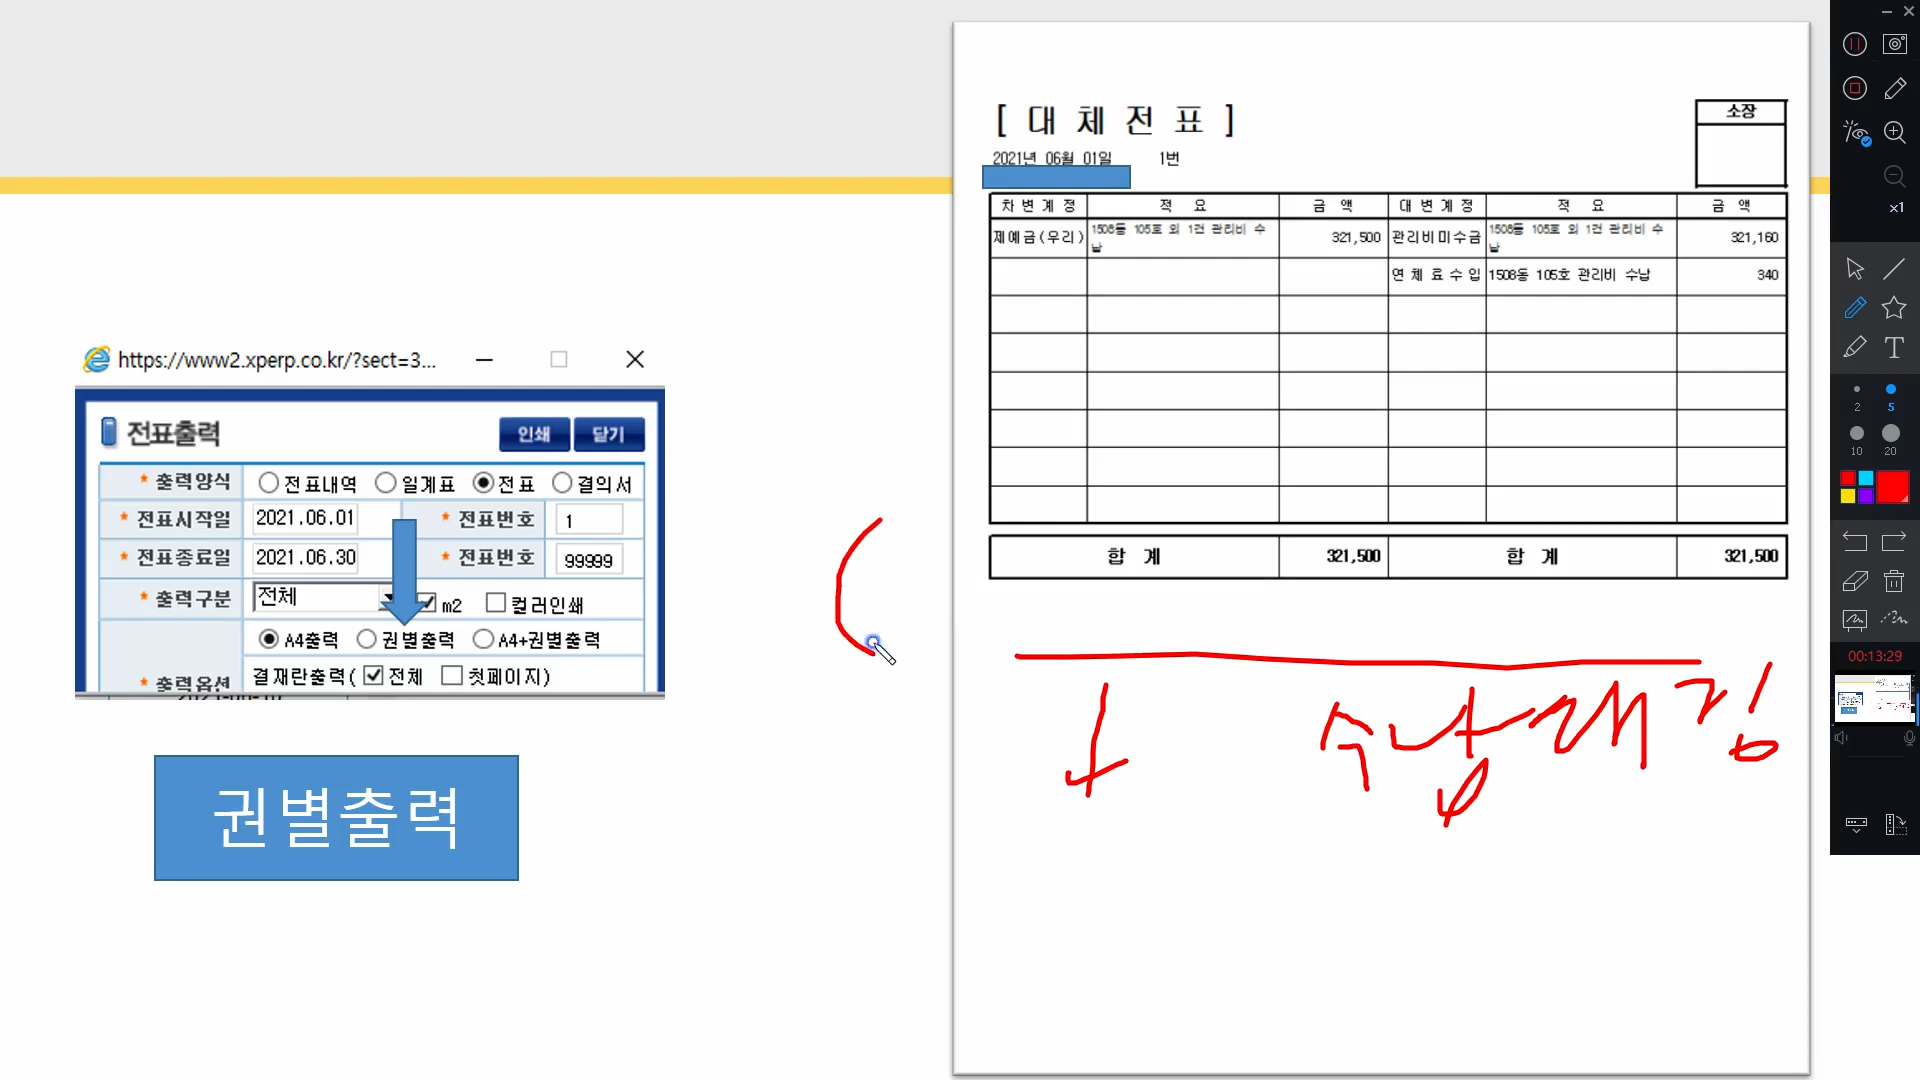 https://www2.xperp.co.kr/?sect=3...
전표출력
인쇄 닫기
* 출력양식 전표내역 일계표 전표 결의서
* 전표시작일 2021.06.01 * 전표번호 1
* 전표종료일 2021.06.30 * 전표번호 99999
* 출력구분 전체 m2 컬러인쇄
A4출력 권별출력 A4+권별출력
* 출력옵션 결재란출력( 전체 첫페이지)
권별출력
[ 대 체 전 표 ]
2021년 06월 01일 1번
소장
차 변 계 정 적 요 금 액 대 변 계 정 적 요 금 액
제예금(우리) 1508동 105호 외 1건 관리비 수납 321,500 관리비미수금 1508동 105호 외 1건 관리비 수납 321,160
연 체 료 수 입 1508동 105호 관리비 수납 340
합 계 321,500 합 계 321,500
수납대장
x1
2 5
10 20
T
00:13:29